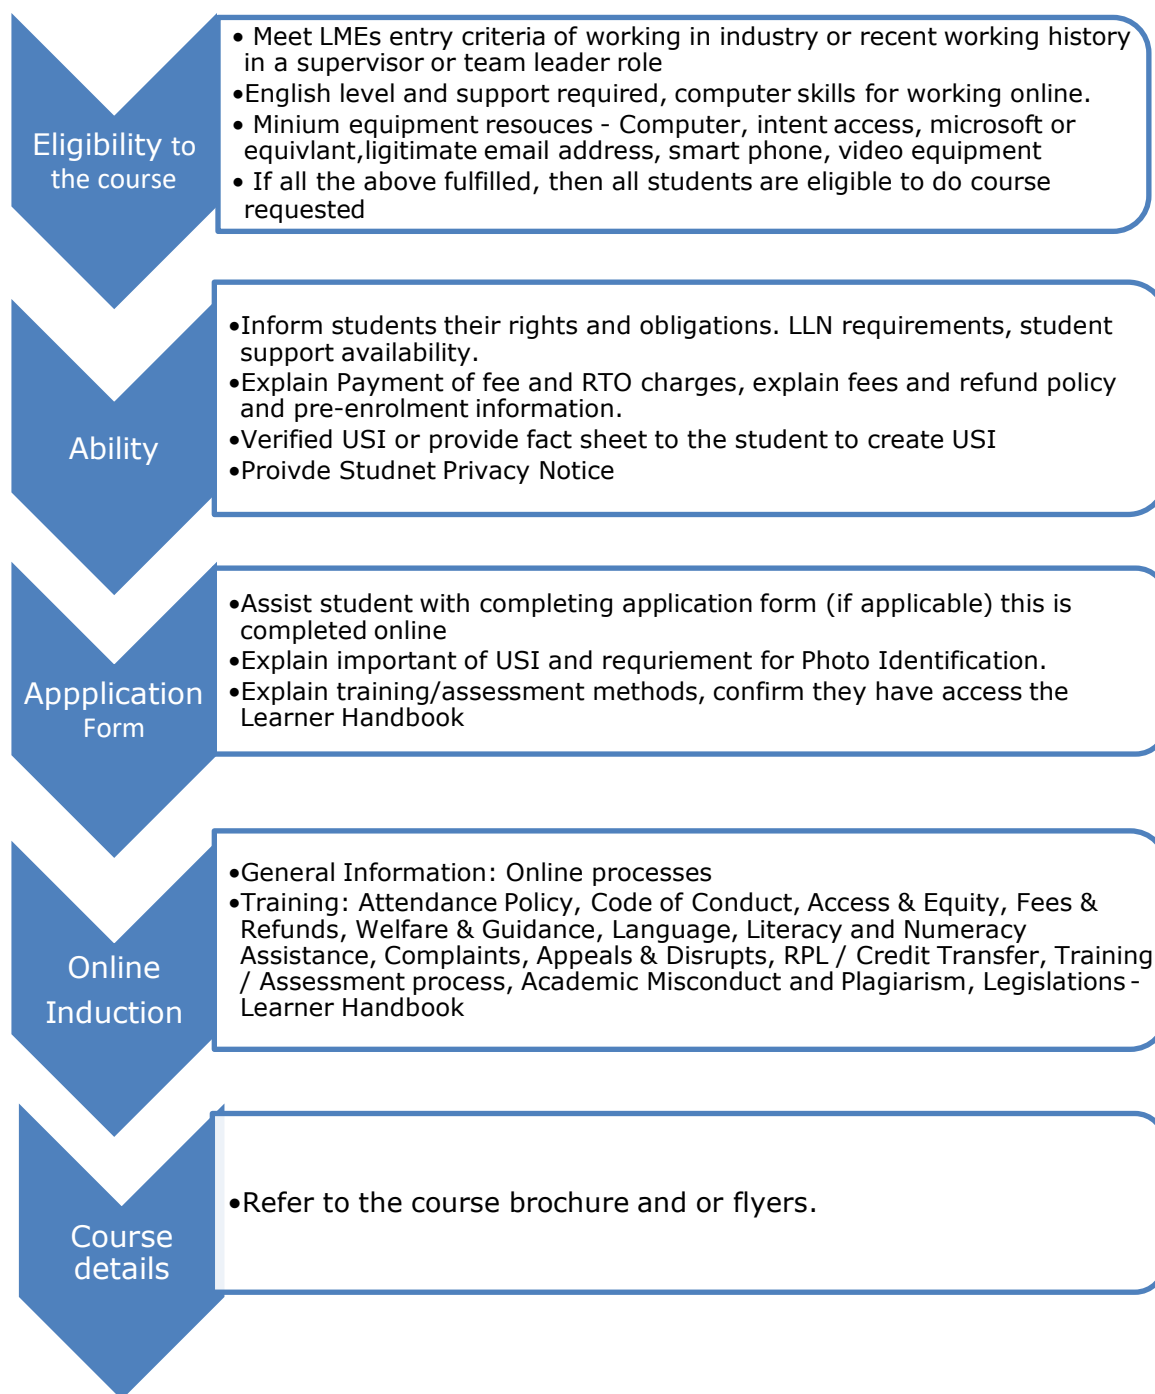 Eligibility to
the course
• Meet LMEs entry criteria of working in industry or recent working history
in a supervisor or team leader role
•English level and support required, computer skills for working online.
• Minium equipment resouces - Computer, intent access, microsoft or
equivlant,ligitimate email address, smart phone, video equipment
• If all the above fulfilled, then all students are eligible to do course
requested
Ability
•Inform students their rights and obligations. LLN requirements, student
support availability.
•Explain Payment of fee and RTO charges, explain fees and refund policy
and pre-enrolment information.
•Verified USI or provide fact sheet to the student to create USI
•Proivde Studnet Privacy Notice
Appplication
Form
•Assist student with completing application form (if applicable) this is
completed online
•Explain important of USI and requriement for Photo Identification.
•Explain training/assessment methods, confirm they have access the
Learner Handbook
Online
Induction
•General Information: Online processes
•Training: Attendance Policy, Code of Conduct, Access & Equity, Fees &
Refunds, Welfare & Guidance, Language, Literacy and Numeracy
Assistance, Complaints, Appeals & Disrupts, RPL / Credit Transfer, Training
/ Assessment process, Academic Misconduct and Plagiarism, Legislations -
Learner Handbook
Course
details
•Refer to the course brochure and or flyers.